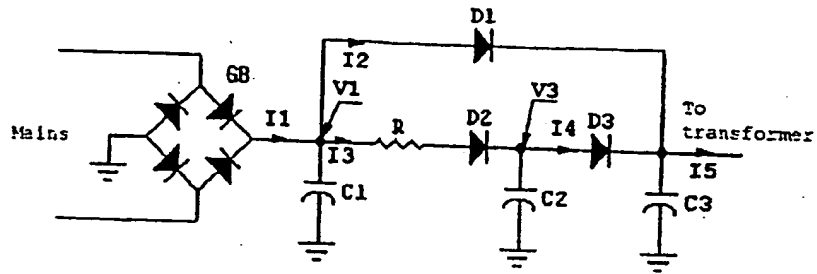 D1
GB
I2
V1
V3
I1
R
D2
I4
D3
To
transformer
Mains
I3
I5
C1
C2
C3